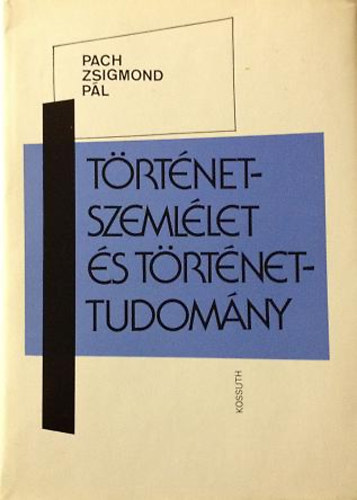 PACH
ZSIGMOND
PÁL
TÖRTÉNET-
SZEMLÉLET
ÉS TÖRTÉNET-
TUDOMÁNY
KOSSUTH